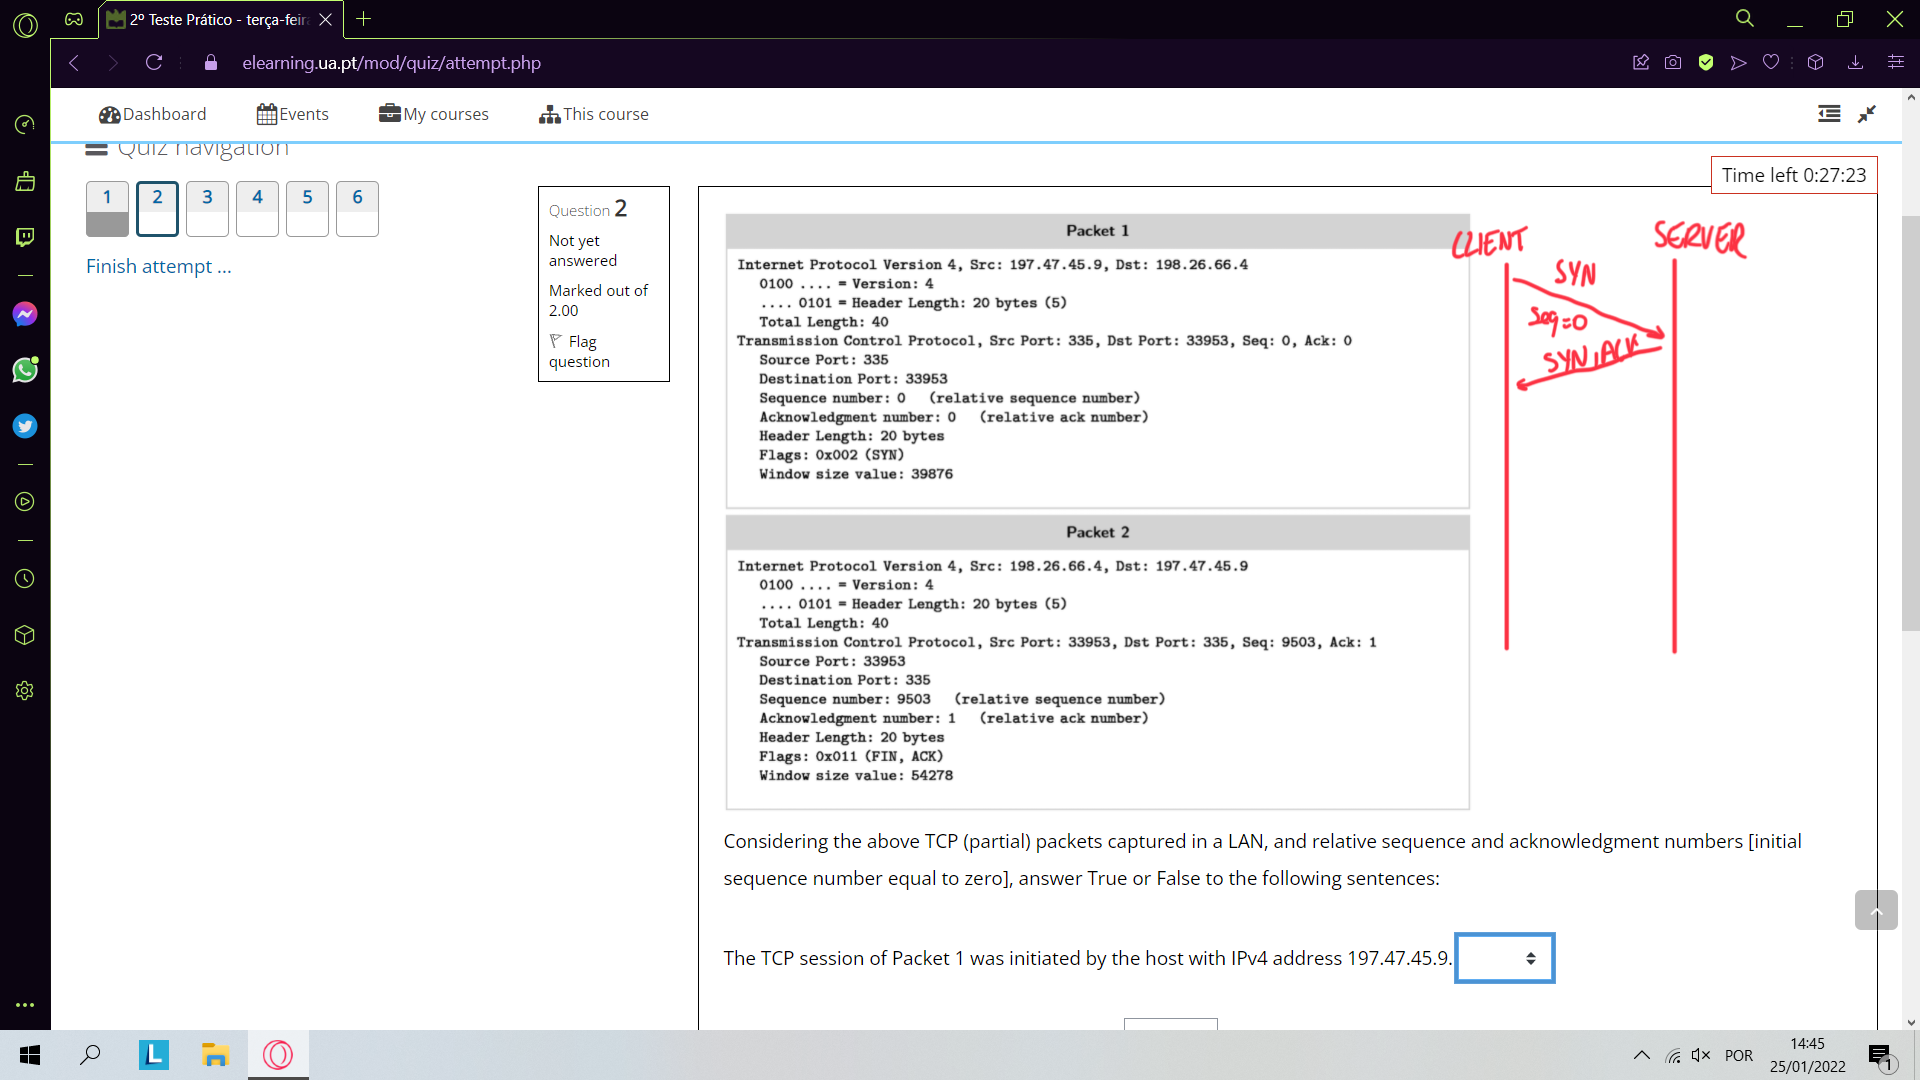 2º Teste Prático - terça-feira
elearning.ua.pt/mod/quiz/attempt.php
Dashboard
Events
My courses
This course
Quiz navigation
Time left 0:27:23
1
2
3
4
5
6
Finish attempt ...
Question 2
Not yet
answered
Marked out of
2.00
Flag
question
Packet 1
Internet Protocol Version 4, Src: 197.47.45.9, Dst: 198.26.66.4
0100 .... = Version: 4
.... 0101 = Header Length: 20 bytes (5)
Total Length: 40
Transmission Control Protocol, Src Port: 335, Dst Port: 33953, Seq: 0, Ack: 0
Source Port: 335
Destination Port: 33953
Sequence number: 0 (relative sequence number)
Acknowledgment number: 0 (relative ack number)
Header Length: 20 bytes
Flags: 0x002 (SYN)
Window size value: 39876
CLIENT
SERVER
SYN
Seq=0
SYN,ACK
Packet 2
Internet Protocol Version 4, Src: 198.26.66.4, Dst: 197.47.45.9
0100 .... = Version: 4
.... 0101 = Header Length: 20 bytes (5)
Total Length: 40
Transmission Control Protocol, Src Port: 33953, Dst Port: 335, Seq: 9503, Ack: 1
Source Port: 33953
Destination Port: 335
Sequence number: 9503 (relative sequence number)
Acknowledgment number: 1 (relative ack number)
Header Length: 20 bytes
Flags: 0x011 (FIN, ACK)
Window size value: 54278
Considering the above TCP (partial) packets captured in a LAN, and relative sequence and acknowledgment numbers [initial
sequence number equal to zero], answer True or False to the following sentences:
The TCP session of Packet 1 was initiated by the host with IPv4 address 197.47.45.9.
L
POR
14:45
25/01/2022
1